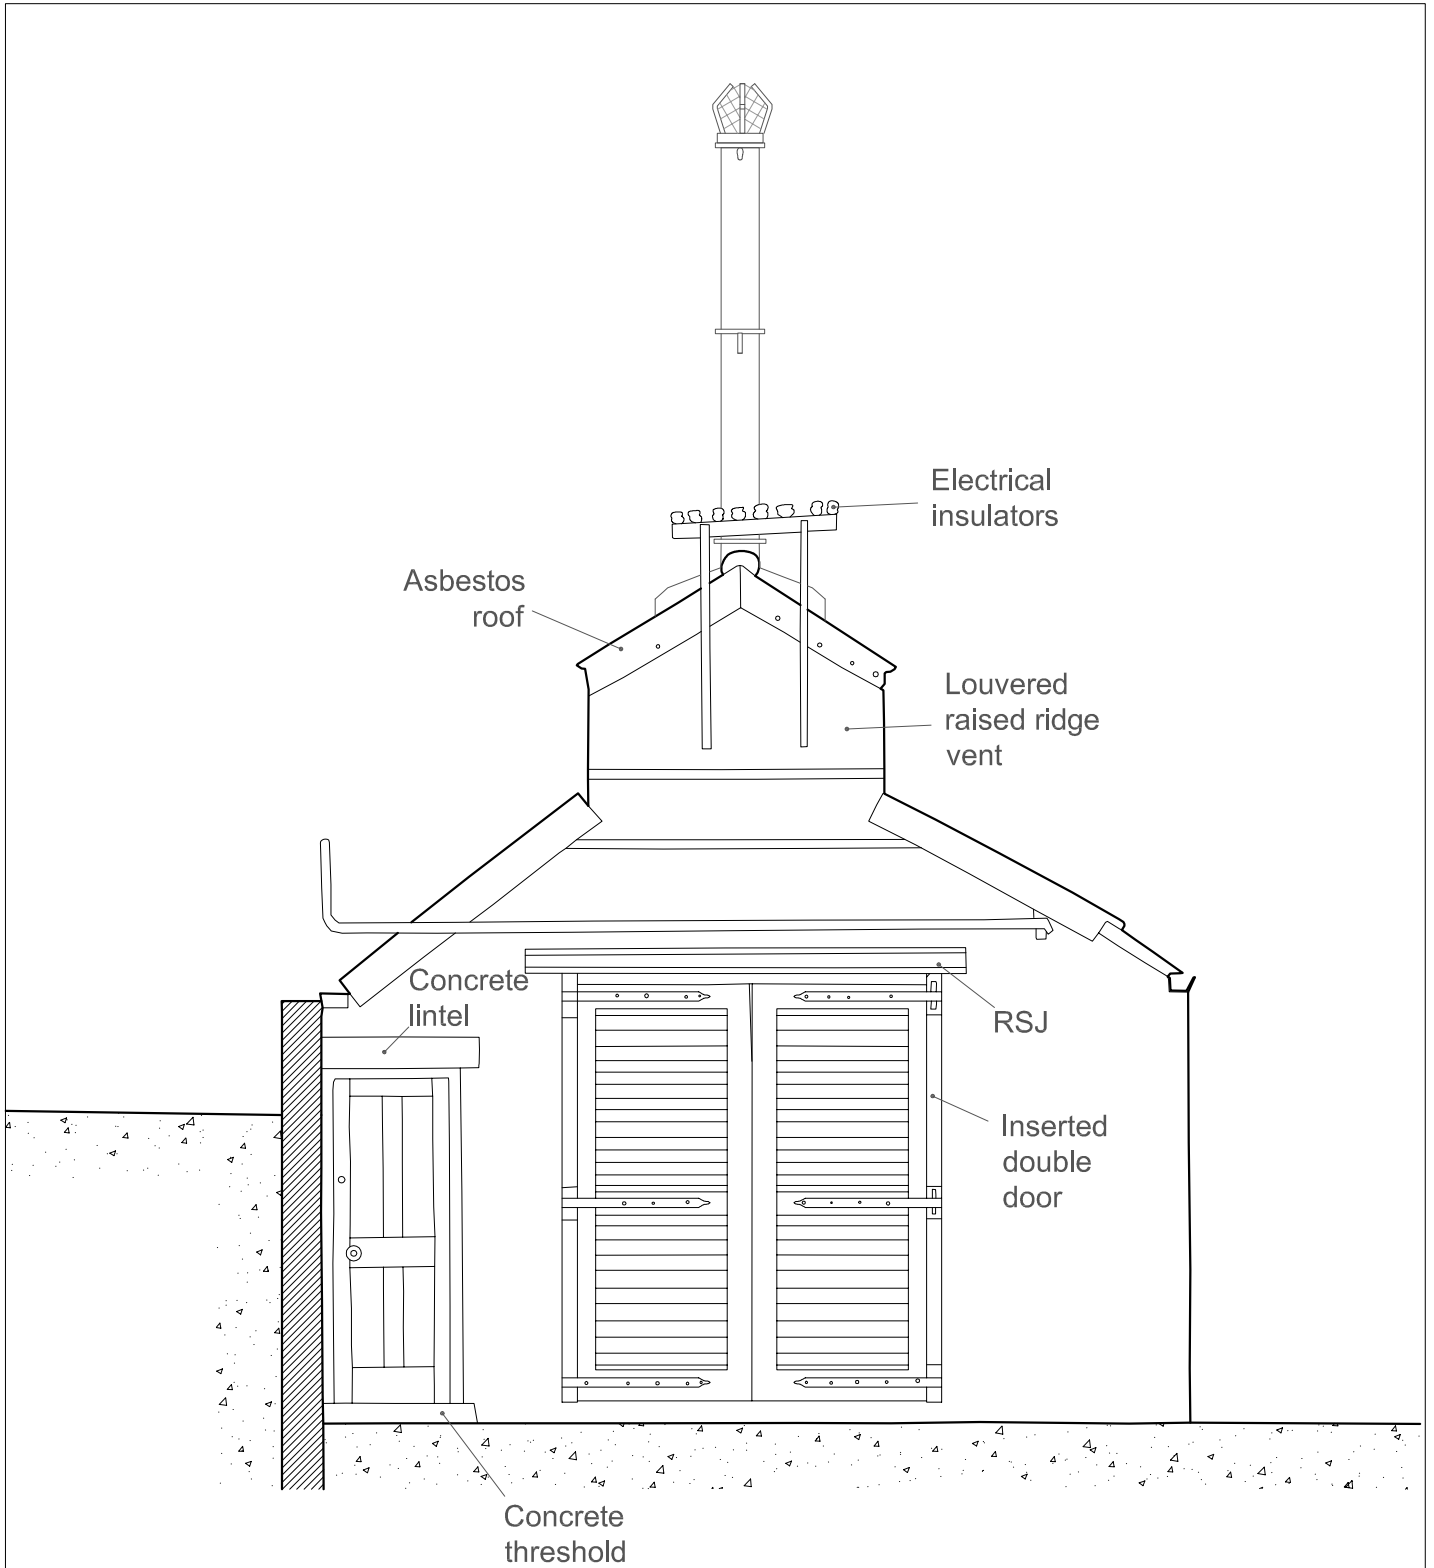 Electrical
insulators
Asbestos
roof
Louvered
raised ridge
vent
Concrete
lintel
RSJ
Inserted
double
door
Concrete
threshold